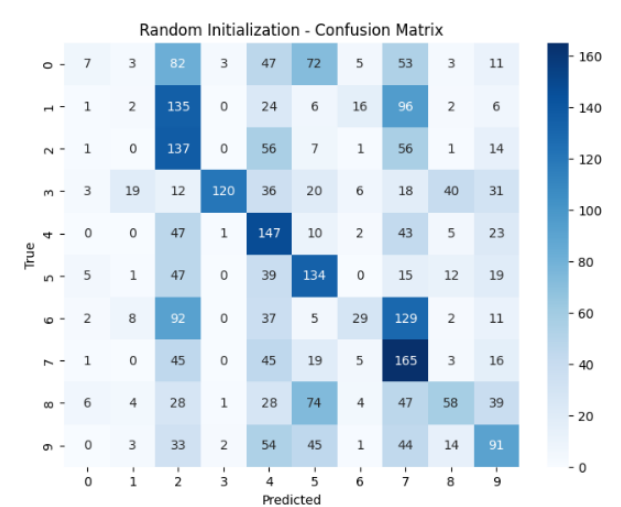 Random Initialization - Confusion Matrix
0 7 3 82 3 47 72 5 53 3 11
1 1 2 135 0 24 6 16 96 2 6
2 1 0 137 0 56 7 1 56 1 14
3 3 19 12 120 36 20 6 18 40 31
4 0 0 47 1 147 10 2 43 5 23
5 5 1 47 0 39 134 0 15 12 19
6 2 8 92 0 37 5 29 129 2 11
7 1 0 45 0 45 19 5 165 3 16
8 6 4 28 1 28 74 4 47 58 39
9 0 3 33 2 54 45 1 44 14 91
0 1 2 3 4 5 6 7 8 9
Predicted
True
160
140
120
100
80
60
40
20
0